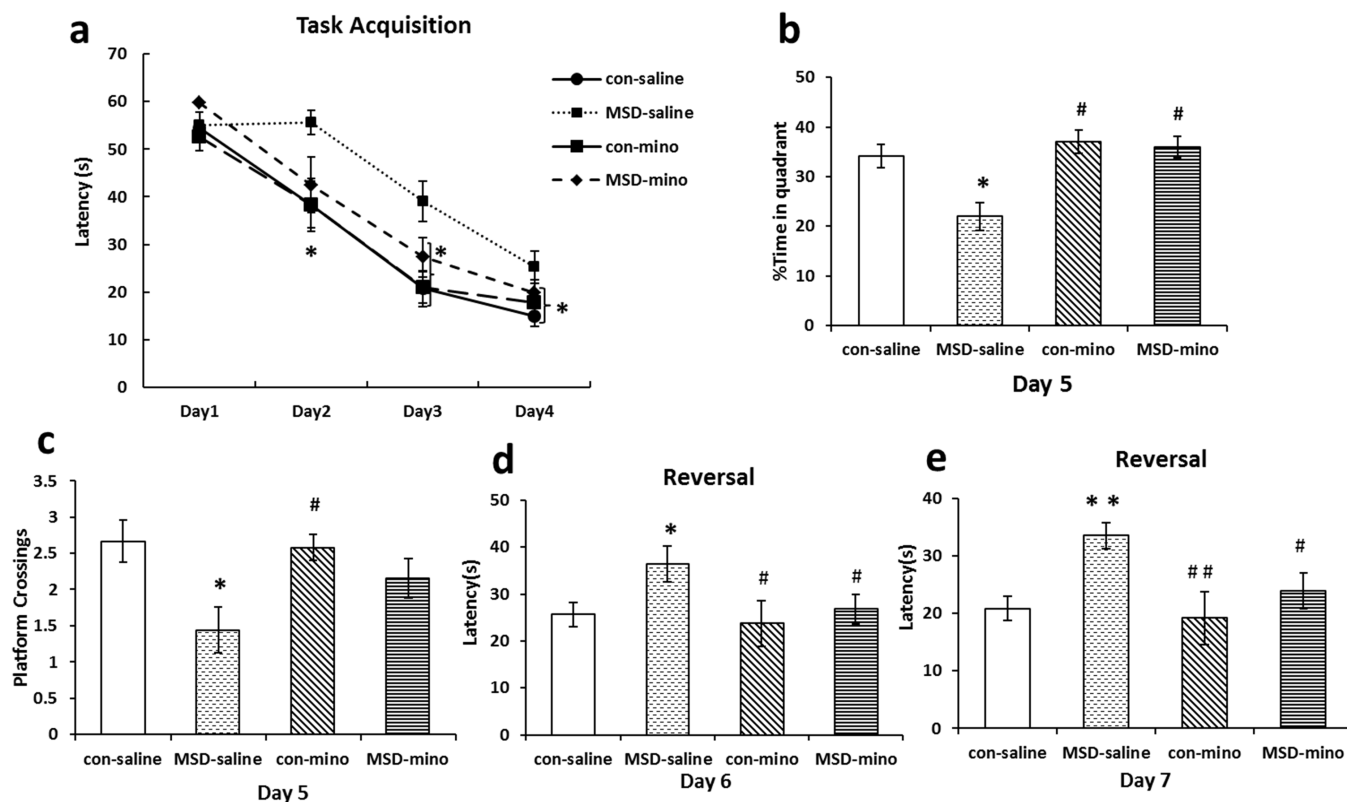 a
Task Acquisition
70
60
50
40
30
20
10
0
Latency (s)
Day1 Day2 Day3 Day4
con-saline
MSD-saline
con-mino
MSD-mino
*
*
*
b
50
40
30
20
10
0
%Time in quadrant
*
#
#
con-saline MSD-saline con-mino MSD-mino
Day 5
c
3.5
3
2.5
2
1.5
1
0.5
0
Platform Crossings
*
#
con-saline MSD-saline con-mino MSD-mino
Day 5
d
Reversal
50
40
30
20
10
0
Latency(s)
*
#
#
con-saline MSD-saline con-mino MSD-mino
Day 6
e
Reversal
40
30
20
10
0
Latency(s)
* *
# #
#
con-saline MSD-saline con-mino MSD-mino
Day 7